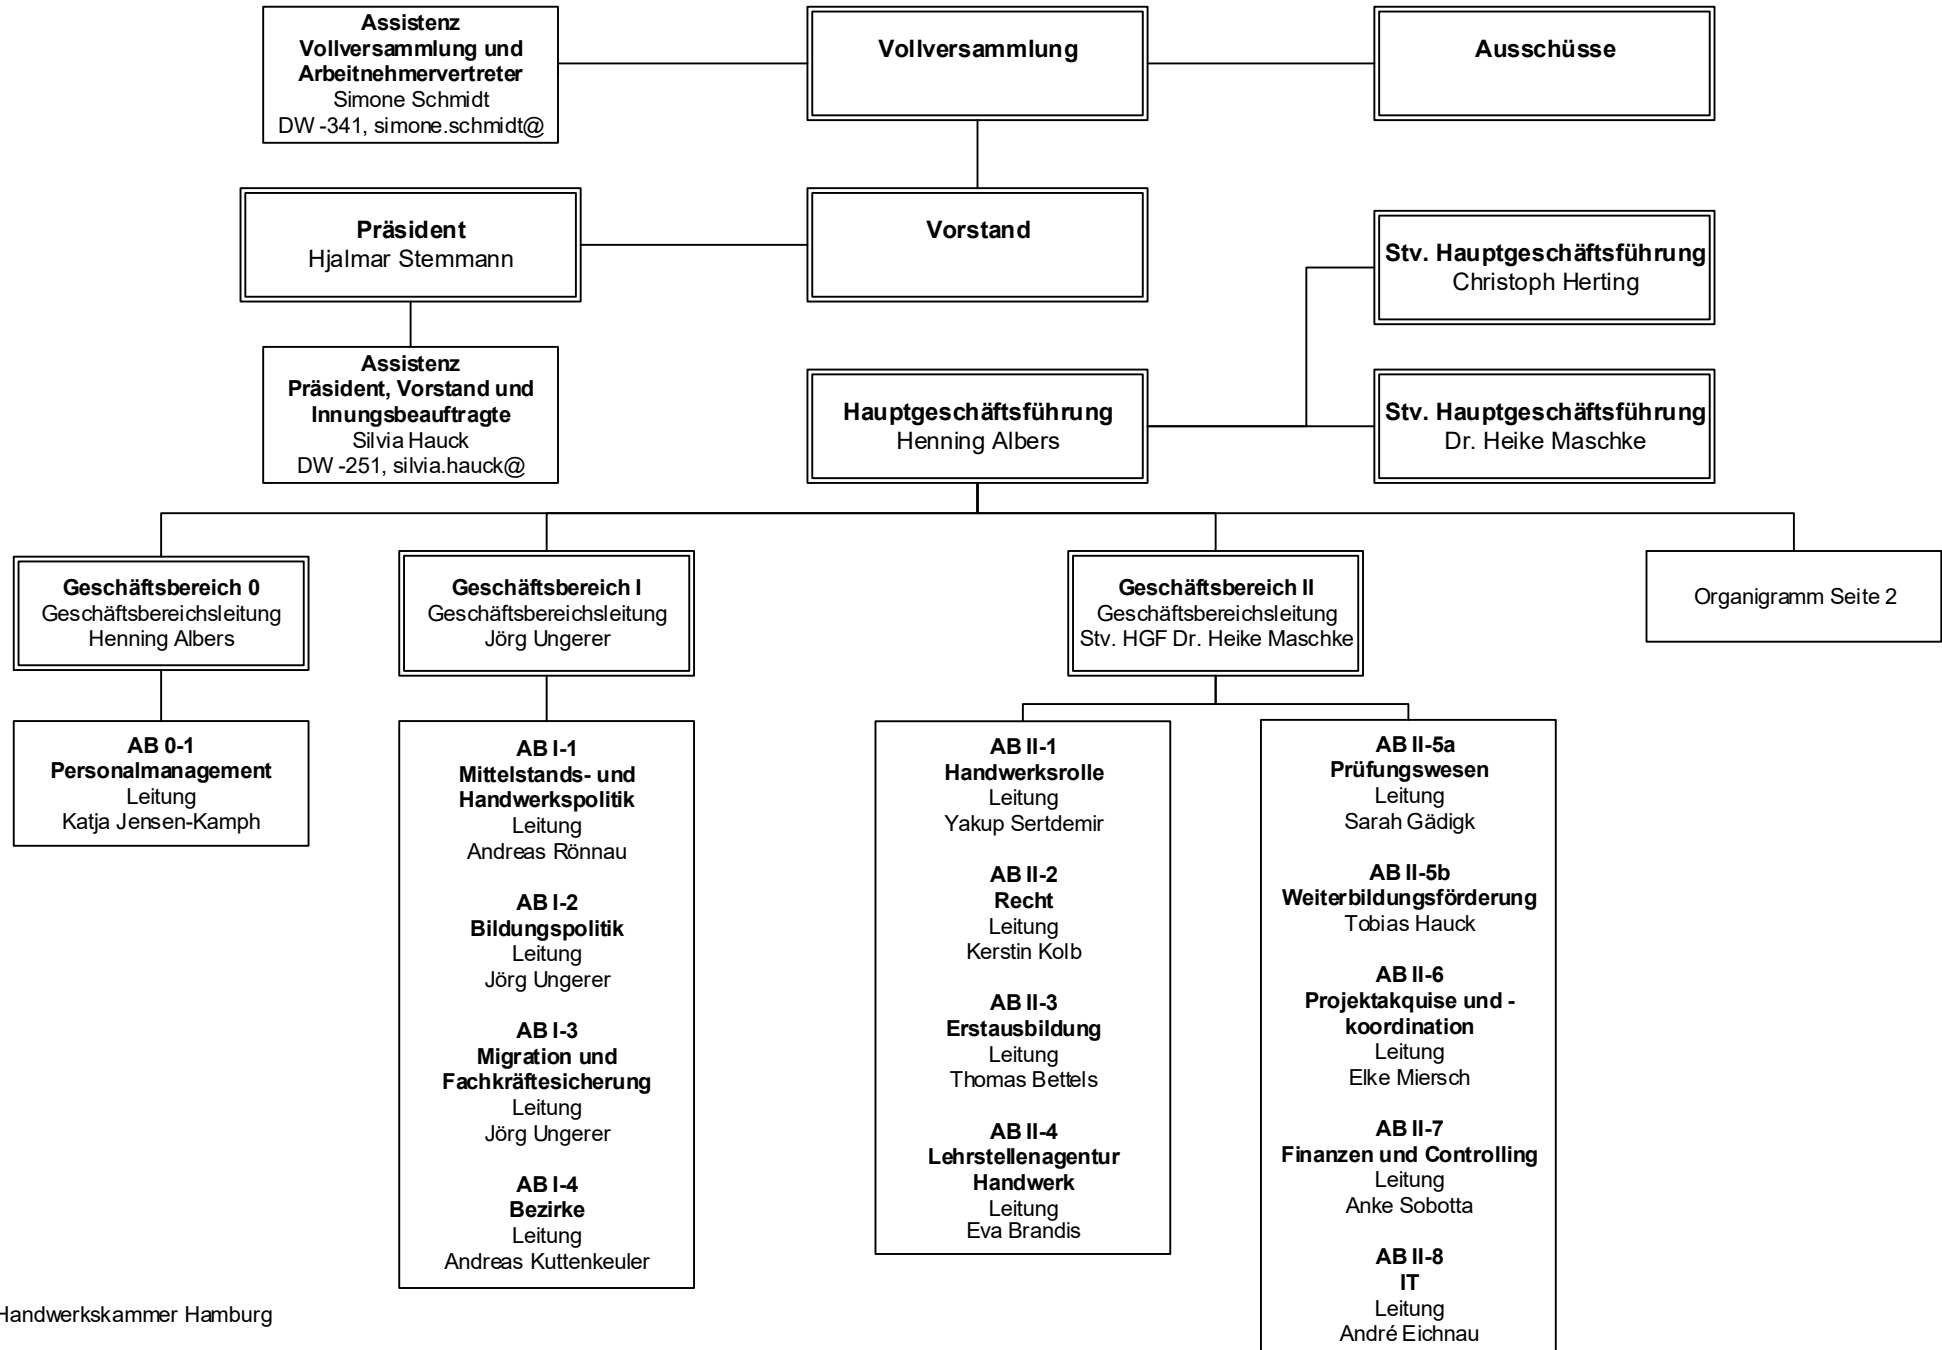 Assistenz
Vollversammlung und
Arbeitnehmervertreter
Simone Schmidt
DW -341, simone.schmidt@
Vollversammlung
Ausschüsse
Präsident
Hjalmar Stemmann
Vorstand
Stv. Hauptgeschäftsführung
Christoph Herting
Assistenz
Präsident, Vorstand und
Innungsbeauftragte
Silvia Hauck
DW -251, silvia.hauck@
Hauptgeschäftsführung
Henning Albers
Stv. Hauptgeschäftsführung
Dr. Heike Maschke
Geschäftsbereich 0
Geschäftsbereichsleitung
Henning Albers
Geschäftsbereich I
Geschäftsbereichsleitung
Jörg Ungerer
Geschäftsbereich II
Geschäftsbereichsleitung
Stv. HGF Dr. Heike Maschke
Organigramm Seite 2
AB 0-1
Personalmanagement
Leitung
Katja Jensen-Kamph
AB I-1
Mittelstands- und
Handwerkspolitik
Leitung
Andreas Rönnau
AB I-2
Bildungspolitik
Leitung
Jörg Ungerer
AB I-3
Migration und
Fachkräftesicherung
Leitung
Jörg Ungerer
AB I-4
Bezirke
Leitung
Andreas Kuttenkeuler
AB II-1
Handwerksrolle
Leitung
Yakup Sertdemir
AB II-2
Recht
Leitung
Kerstin Kolb
AB II-3
Erstausbildung
Leitung
Thomas Bettels
AB II-4
Lehrstellenagentur
Handwerk
Leitung
Eva Brandis
AB II-5a
Prüfungswesen
Leitung
Sarah Gädigk
AB II-5b
Weiterbildungsförderung
Tobias Hauck
AB II-6
Projektakquise und -
koordination
Leitung
Elke Miersch
AB II-7
Finanzen und Controlling
Leitung
Anke Sobotta
AB II-8
IT
Leitung
André Eichnau
Handwerkskammer Hamburg